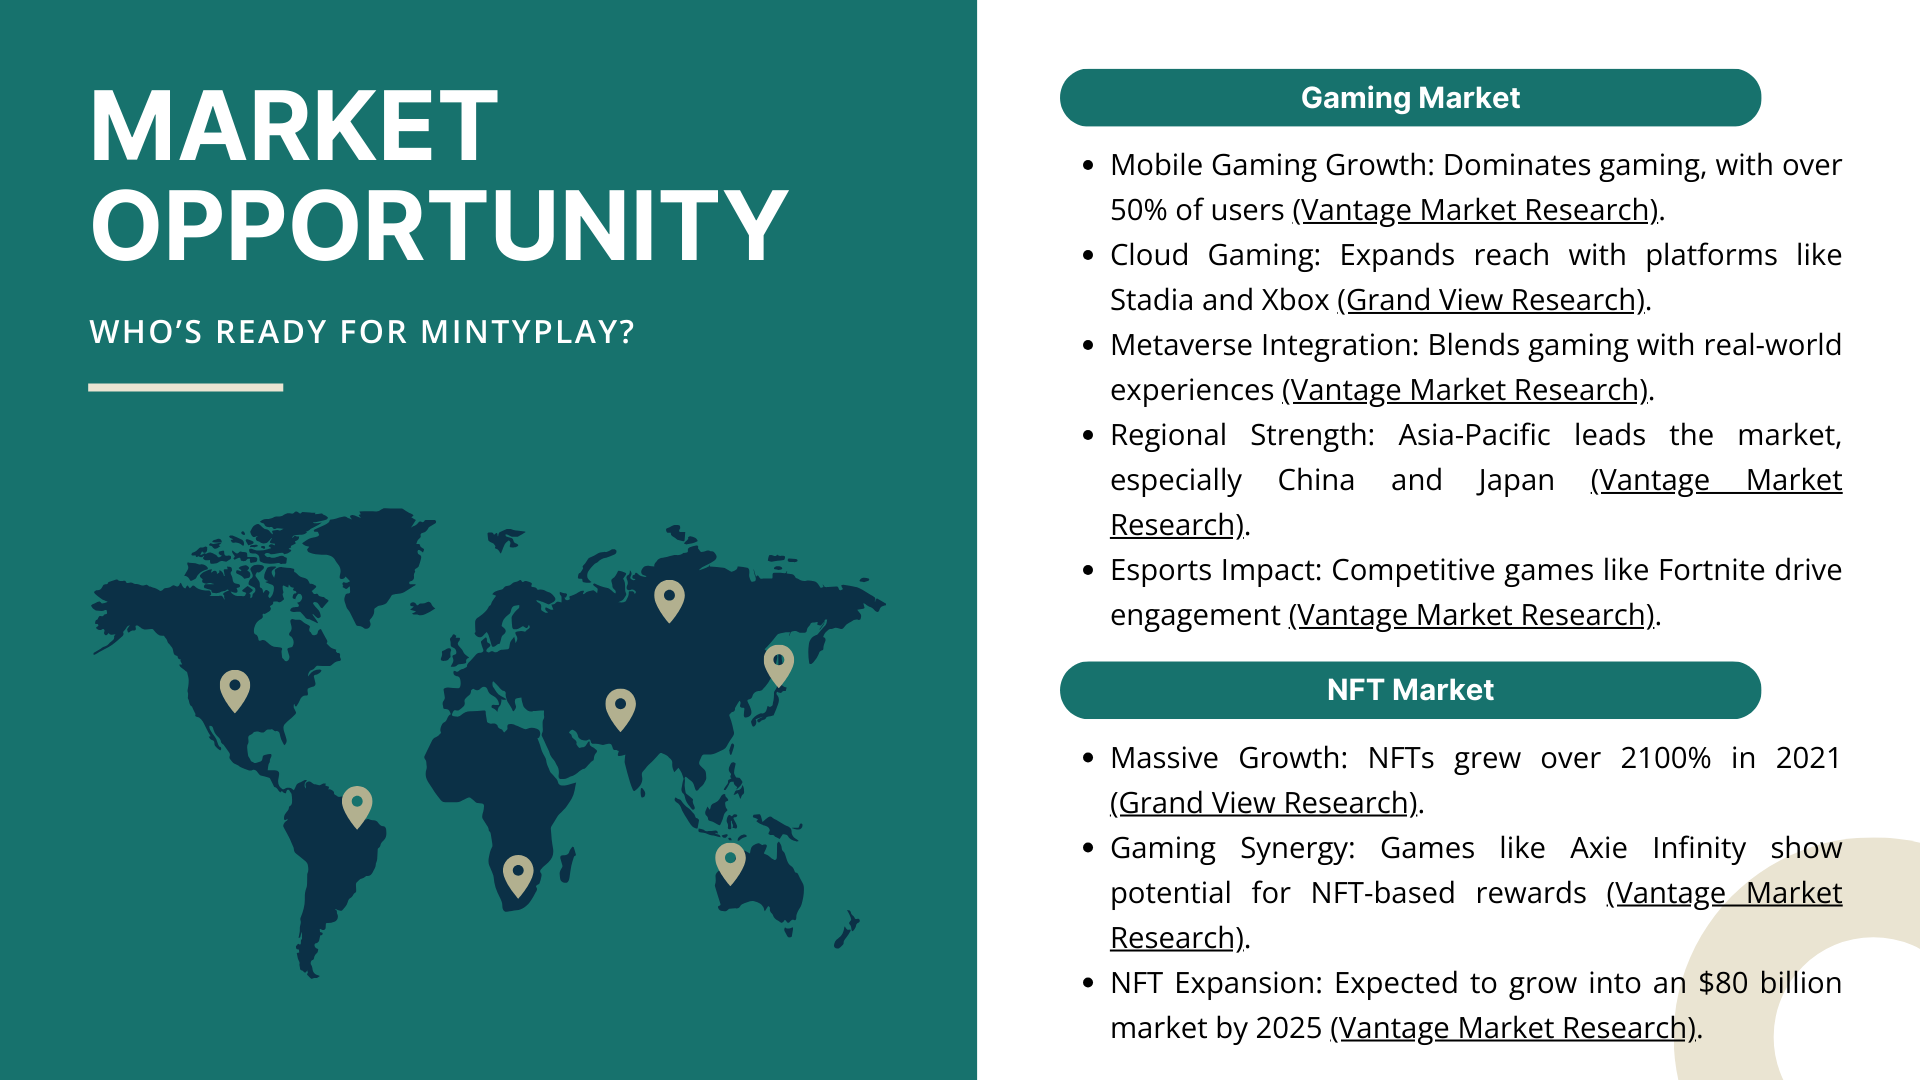 MARKET
OPPORTUNITY
WHO’S READY FOR MINTYPLAY?
Gaming Market
• Mobile Gaming Growth: Dominates gaming, with over
50% of users (Vantage Market Research).
• Cloud Gaming: Expands reach with platforms like
Stadia and Xbox (Grand View Research).
• Metaverse Integration: Blends gaming with real-world
experiences (Vantage Market Research).
• Regional Strength: Asia-Pacific leads the market,
especially China and Japan (Vantage Market
Research).
• Esports Impact: Competitive games like Fortnite drive
engagement (Vantage Market Research).
NFT Market
• Massive Growth: NFTs grew over 2100% in 2021
(Grand View Research).
• Gaming Synergy: Games like Axie Infinity show
potential for NFT-based rewards (Vantage Market
Research).
• NFT Expansion: Expected to grow into an $80 billion
market by 2025 (Vantage Market Research).